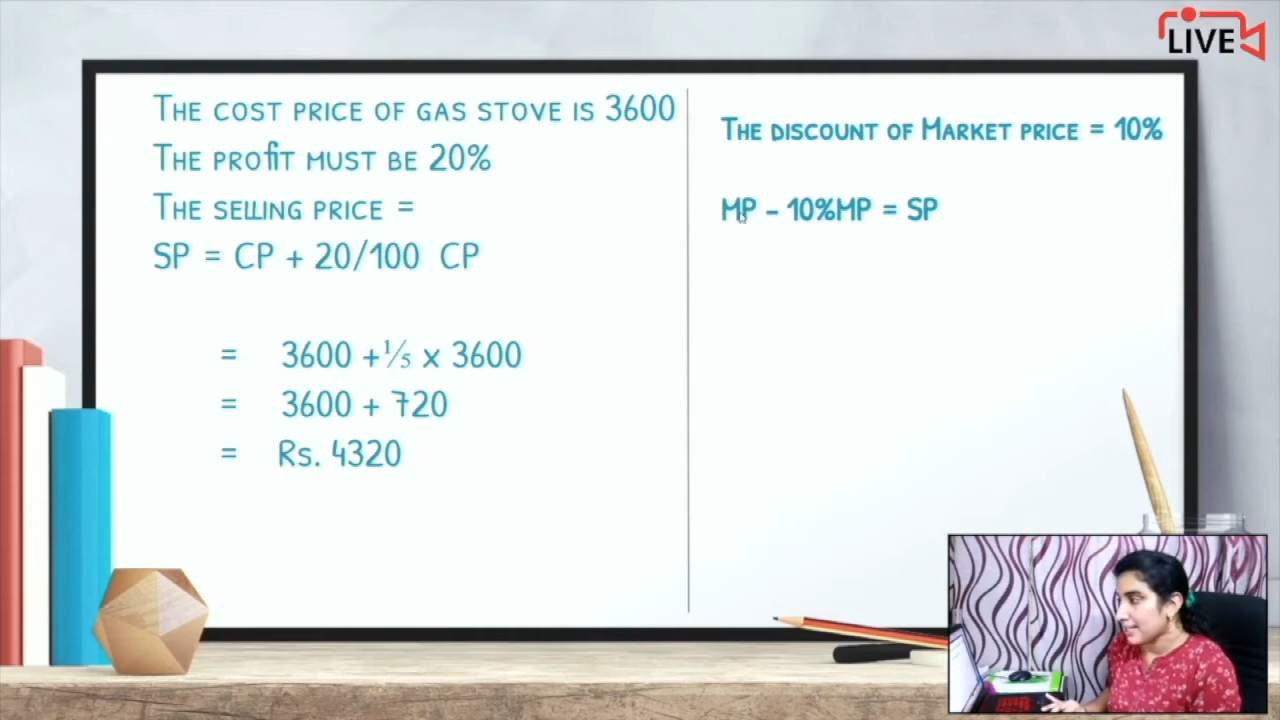 LIVE
THE COST PRICE OF GAS STOVE IS 3600
THE PROFIT MUST BE 20%
THE SELLING PRICE =
SP = CP + 20/100 CP
= 3600 +⅕ x 3600
= 3600 + 720
= Rs. 4320
THE DISCOUNT OF MARKET PRICE = 10%
MP - 10%MP = SP